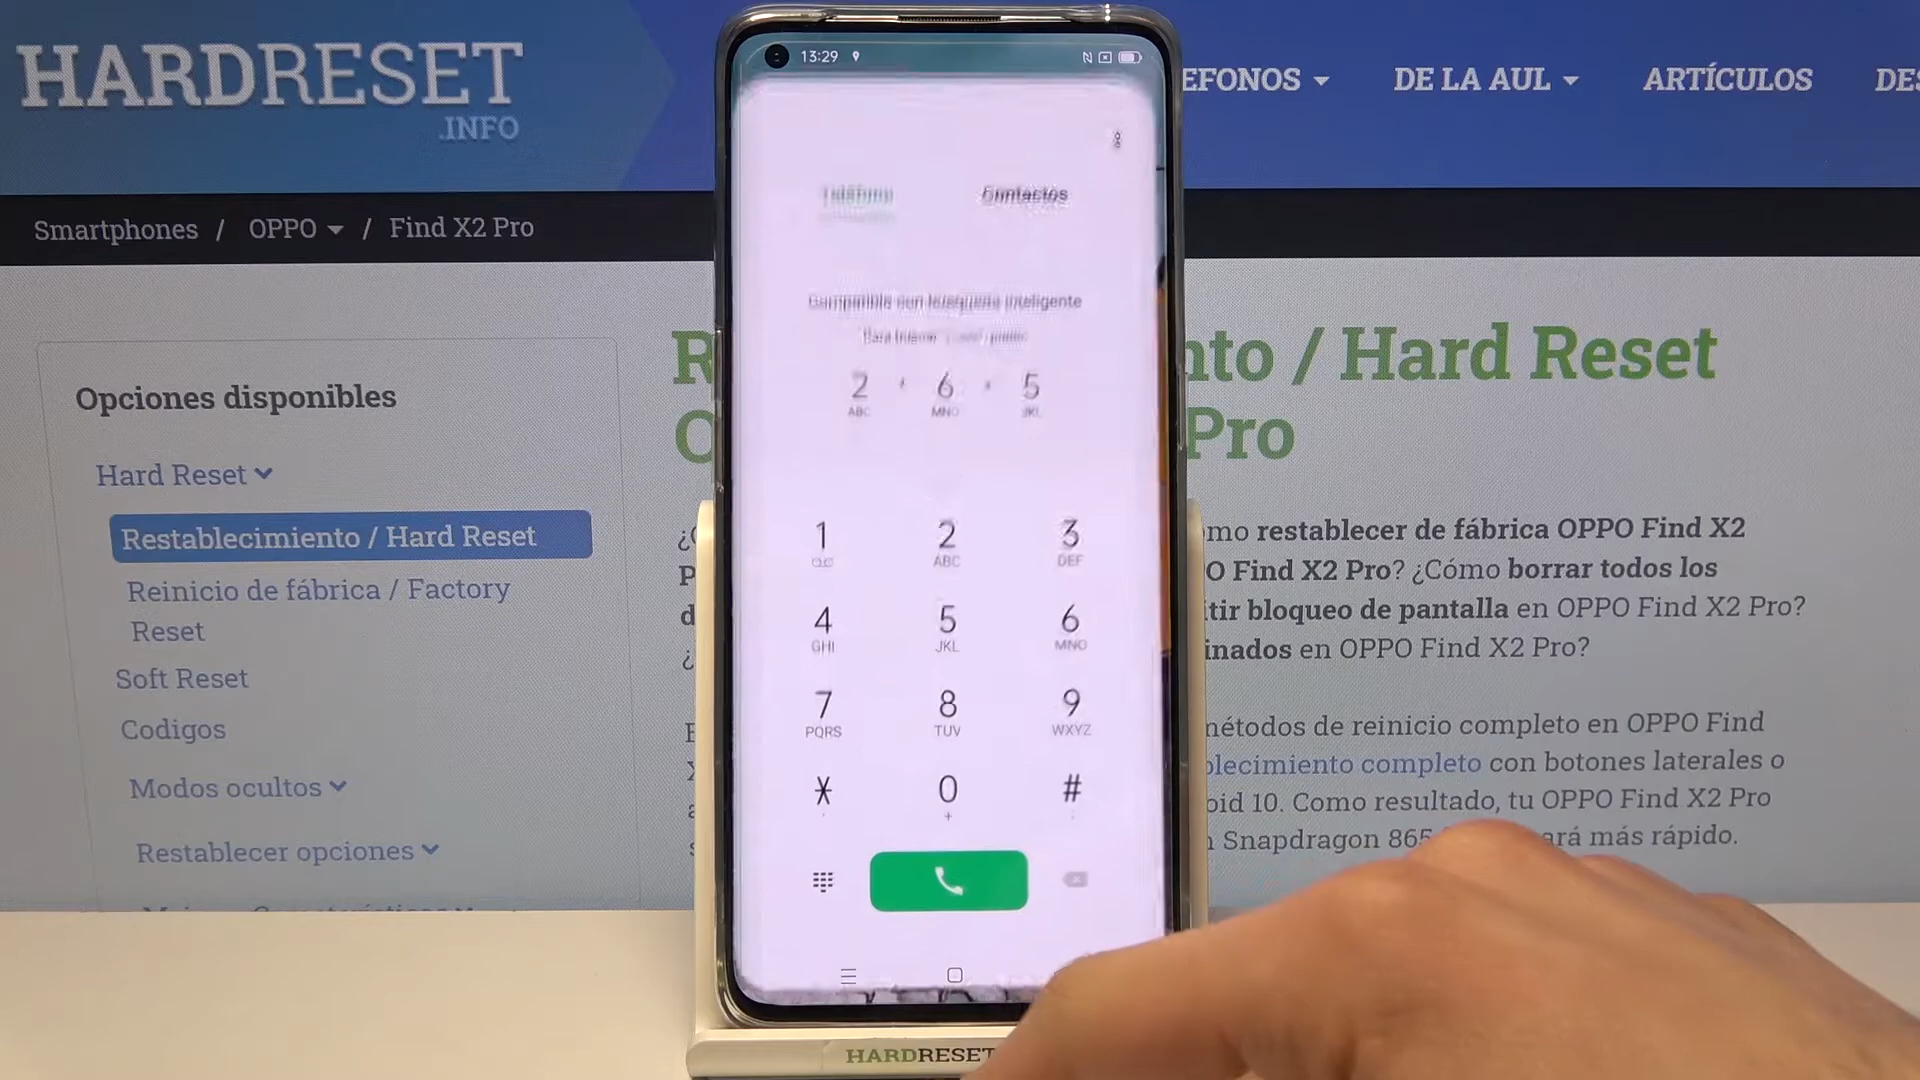 HARDRESET
.INFO
EFONOS
DE LA AUL
ARTÍCULOS
DES
Smartphones / OPPO / Find X2 Pro
Opciones disponibles
Hard Reset
Restablecimiento / Hard Reset
Reinicio de fábrica / Factory
Reset
Soft Reset
Codigos
Modos ocultos
Restablecer opciones
13:29
Teléfono
Contactos
Compatible con búsqueda inteligente
2 6 5
ABC MNO JKL
1 2 3
ABC DEF
4 5 6
GHI JKL MNO
7 8 9
PQRS TUV WXYZ
* 0 #
+
HARDRESET
R nto / Hard Reset
O Pro
¿C mo restablecer de fábrica OPPO Find X2
P O Find X2 Pro? ¿Cómo borrar todos los
d tir bloqueo de pantalla en OPPO Find X2 Pro?
¿ inados en OPPO Find X2 Pro?
E métodos de reinicio completo en OPPO Find
X blecimiento completo con botones laterales o
a oid 10. Como resultado, tu OPPO Find X2 Pro
s n Snapdragon 865 ará más rápido.